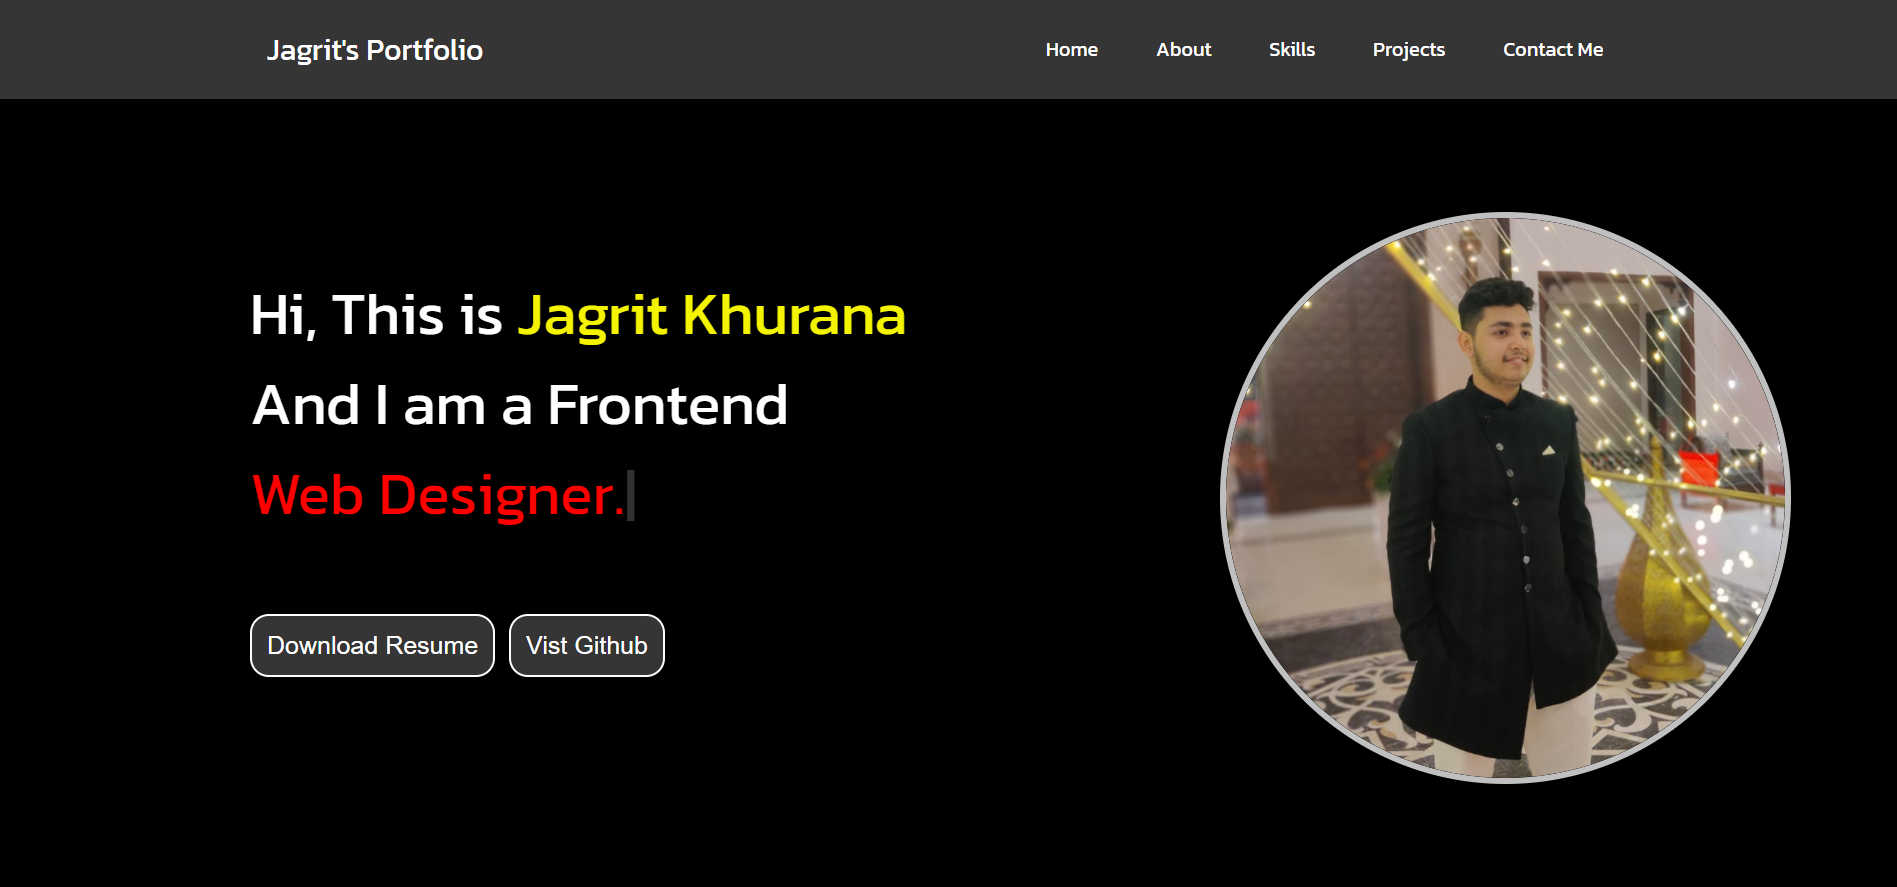 Jagrit's Portfolio
Home About Skills Projects Contact Me
Hi, This is Jagrit Khurana
And I am a Frontend
Web Designer.
Download Resume Vist Github